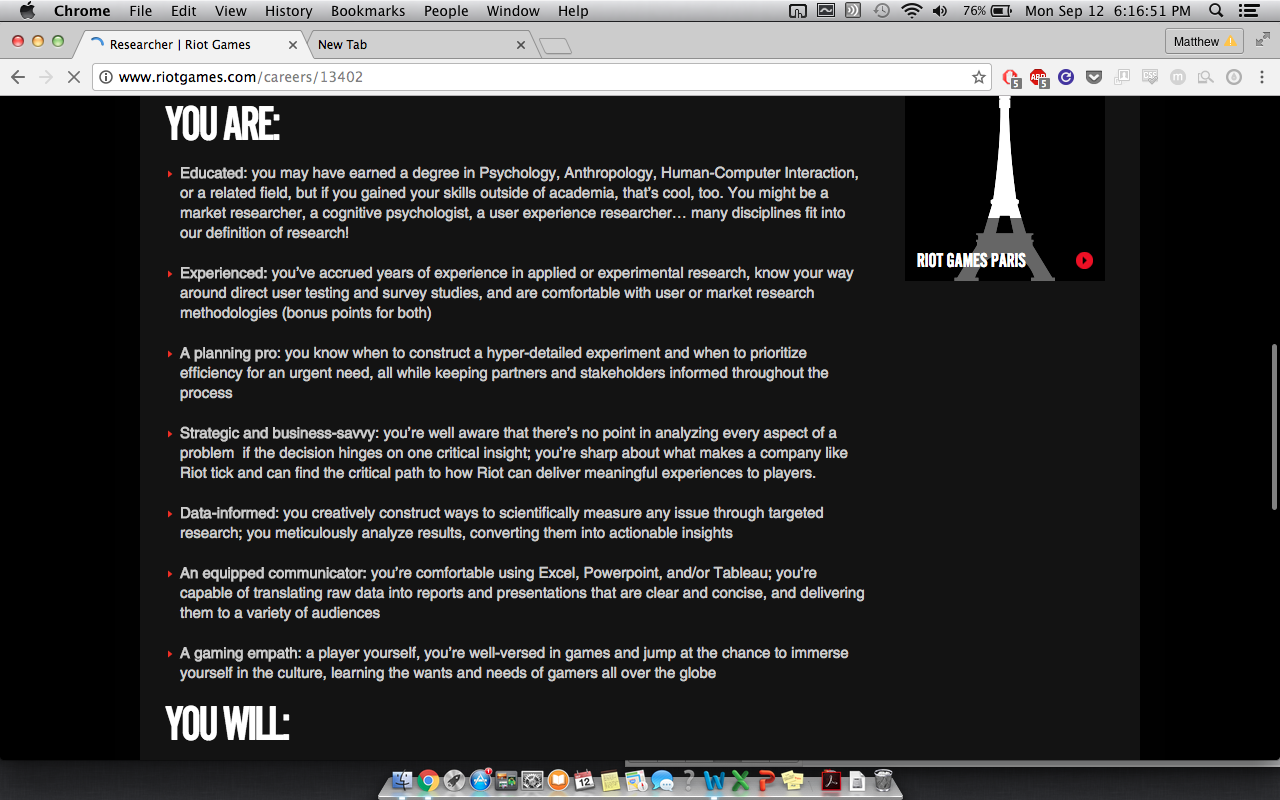 Chrome File Edit View History Bookmarks People Window Help 76% Mon Sep 12 6:16:51 PM
Researcher | Riot Games New Tab Matthew
www.riotgames.com/careers/13402
5 ABP 5 m
YOU ARE:
Educated: you may have earned a degree in Psychology, Anthropology, Human-Computer Interaction,
or a related field, but if you gained your skills outside of academia, that's cool, too. You might be a
market researcher, a cognitive psychologist, a user experience researcher… many disciplines fit into
our definition of research!
RIOT GAMES PARIS
Experienced: you've accrued years of experience in applied or experimental research, know your way
around direct user testing and survey studies, and are comfortable with user or market research
methodologies (bonus points for both)
A planning pro: you know when to construct a hyper-detailed experiment and when to prioritize
efficiency for an urgent need, all while keeping partners and stakeholders informed throughout the
process
Strategic and business-savvy: you're well aware that there's no point in analyzing every aspect of a
problem  if the decision hinges on one critical insight; you're sharp about what makes a company like
Riot tick and can find the critical path to how Riot can deliver meaningful experiences to players.
Data-informed: you creatively construct ways to scientifically measure any issue through targeted
research; you meticulously analyze results, converting them into actionable insights
An equipped communicator: you're comfortable using Excel, Powerpoint, and/or Tableau; you're
capable of translating raw data into reports and presentations that are clear and concise, and delivering
them to a variety of audiences
A gaming empath: a player yourself, you're well-versed in games and jump at the chance to immerse
yourself in the culture, learning the wants and needs of gamers all over the globe
YOU WILL:
12 ? W X P